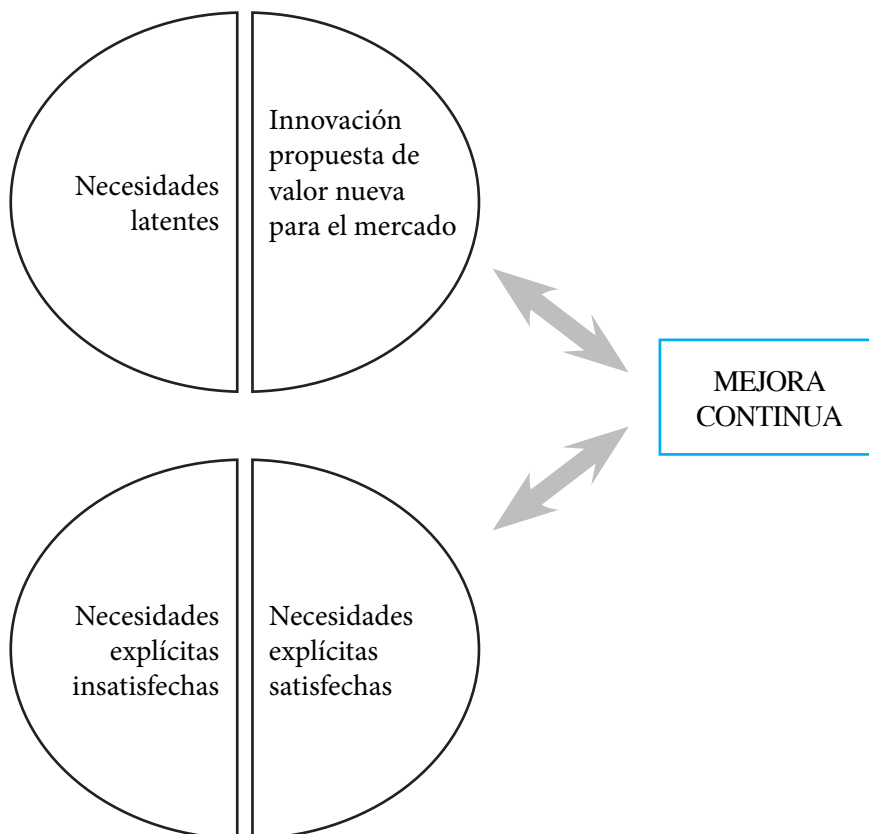 Necesidades
latentes
Innovación
propuesta de
valor nueva
para el mercado
MEJORA
CONTINUA
Necesidades
explícitas
insatisfechas
Necesidades
explícitas
satisfechas